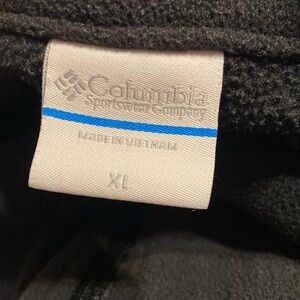 Columbia
Sportswear Company
MADE IN VIETNAM
XL